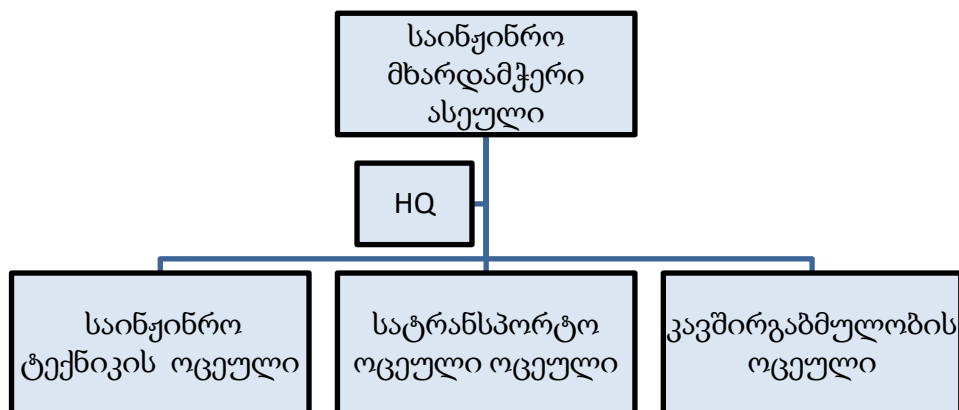 საინჟინრო
მხარდამჭერი
ასეული
HQ
საინჟინრო
ტექნიკის ოცეული
სატრანსპორტო
ოცეული ოცეული
კავშირგაბმულობის
ოცეული